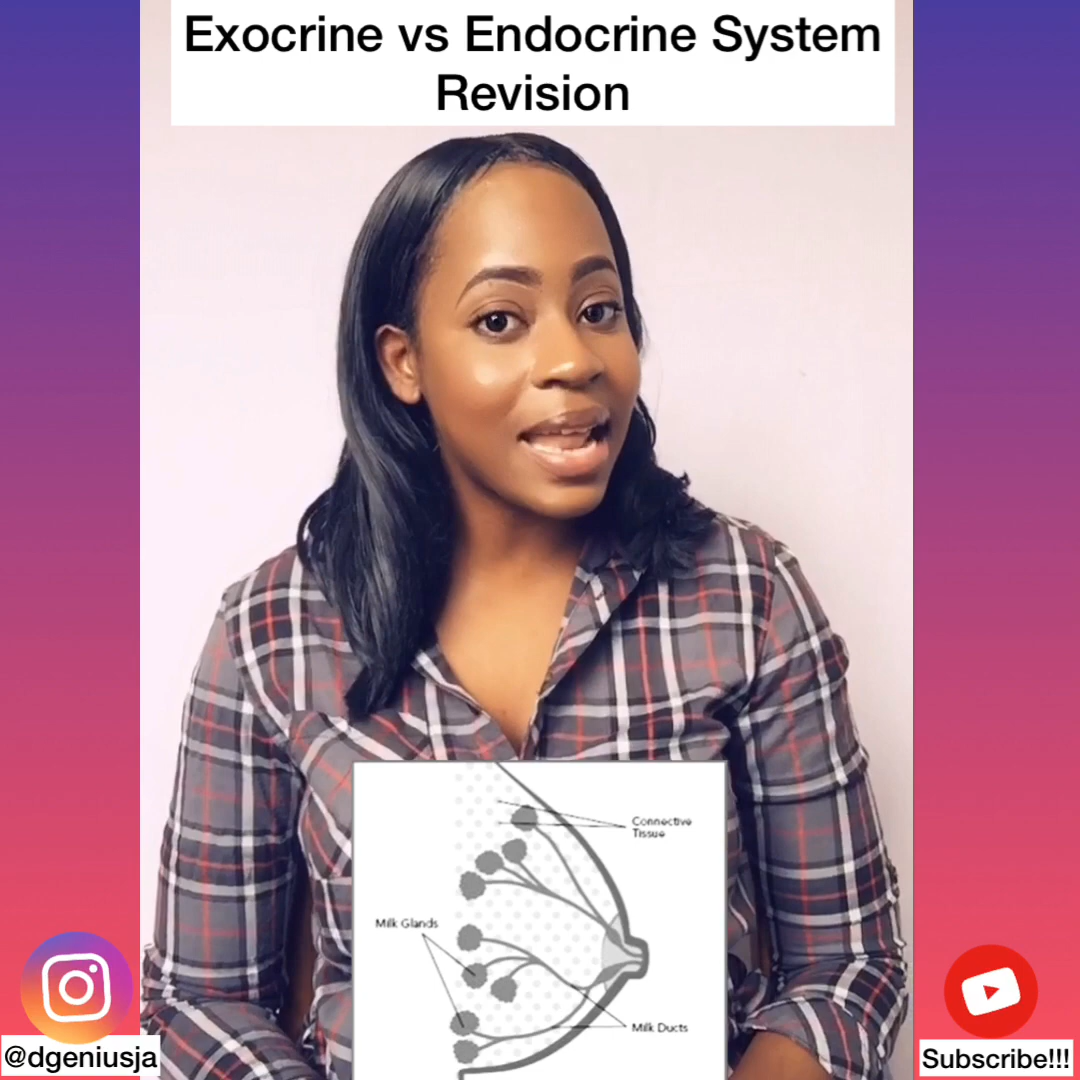 Exocrine vs Endocrine System
Revision
Connective
Tissue
Milk Glands
Milk Ducts
@dgeniusja
Subscribe!!!